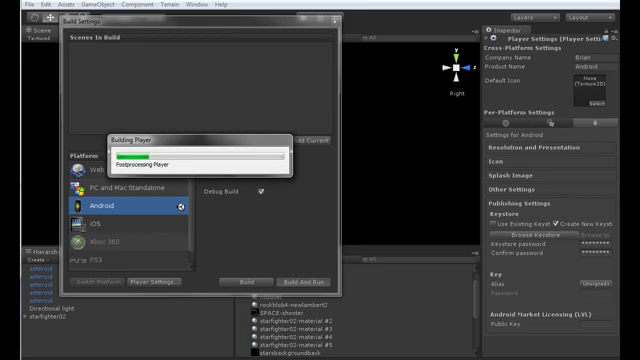 File Edit Assets GameObject Component Terrain Window Help
Layers Layout
Scene
Textured
Build Settings
Scenes In Build
Add Current
Building Player
Postprocessing Player
Platform
Web
PC and Mac Standalone
Android
iOS
Xbox 360
PS3
Debug Build
Switch Platform Player Settings... Build Build And Run
y
z
Right
Inspector
Player Settings (Player Setti
Cross-Platform Settings
Company Name Brian
Product Name Android
Default Icon
None
(Texture2D)
Select
Per-Platform Settings
Settings for Android
Resolution and Presentation
Icon
Splash Image
Other Settings
Publishing Settings
Keystore
Use Existing Keyst Create New Keyst
Browse Keystore Browse to
Keystore password ********
Confirm password ********
Key
Alias Unsigned
Password
Android Market Licensing (LVL)
Public Key
Hierarch
Create
asteroid
asteroid
asteroid
asteroid
asteroid
Directional light
starfighter02
rockblob4-newlambert2
SPACE-shooter
starfighter02-material #2
starfighter02-material #3
starfighter02-material #4
starfighter02-material #5
starsbackgroundback